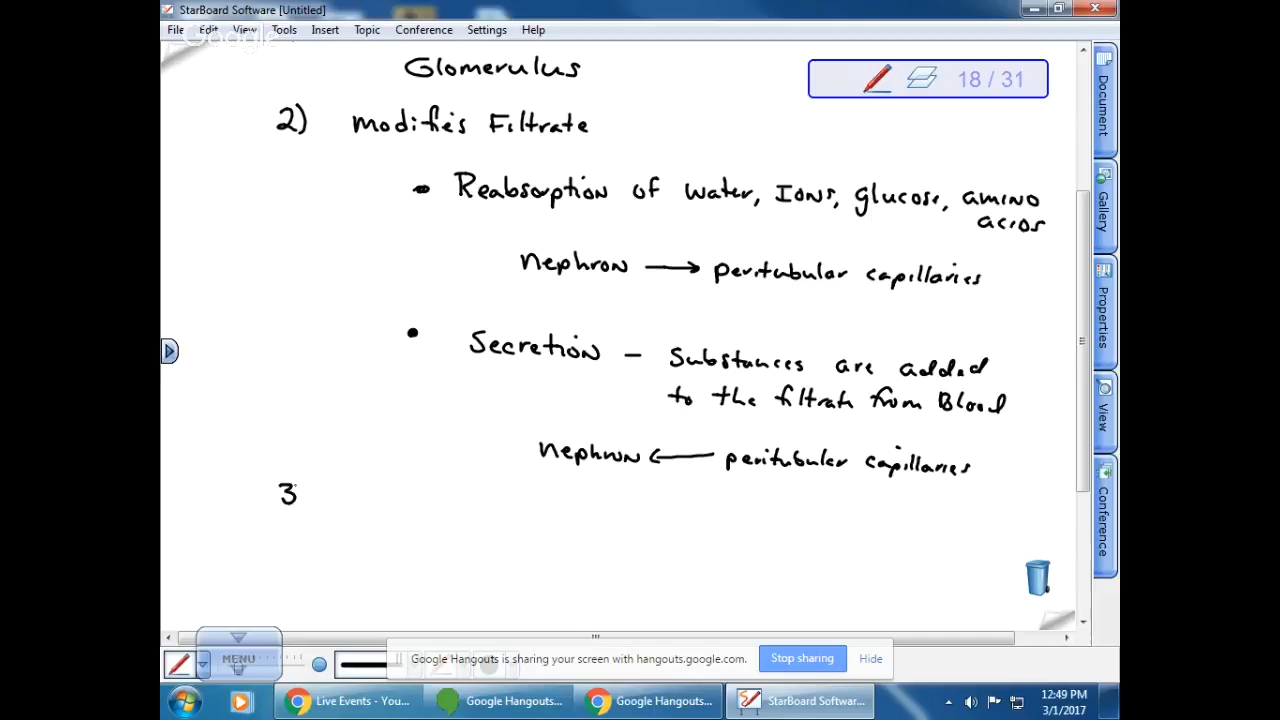 StarBoard Software [Untitled]
File Edit View Tools Insert Topic Conference Settings Help
Google
18 / 31
Glomerulus
2) Modifies Filtrate
• Reabsorption of water, Ions, glucose, amino
acids
nephron → peritubular capillaries
• Secretion – Substances are added
to the filtrate from Blood
nephron ← peritubular capillaries
3
Document
Gallery
Properties
View
Conference
MENU
Google Hangouts is sharing your screen with hangouts.google.com. Stop sharing Hide
Live Events - You... Google Hangouts... Google Hangouts... StarBoard Softwar...
12:49 PM
3/1/2017